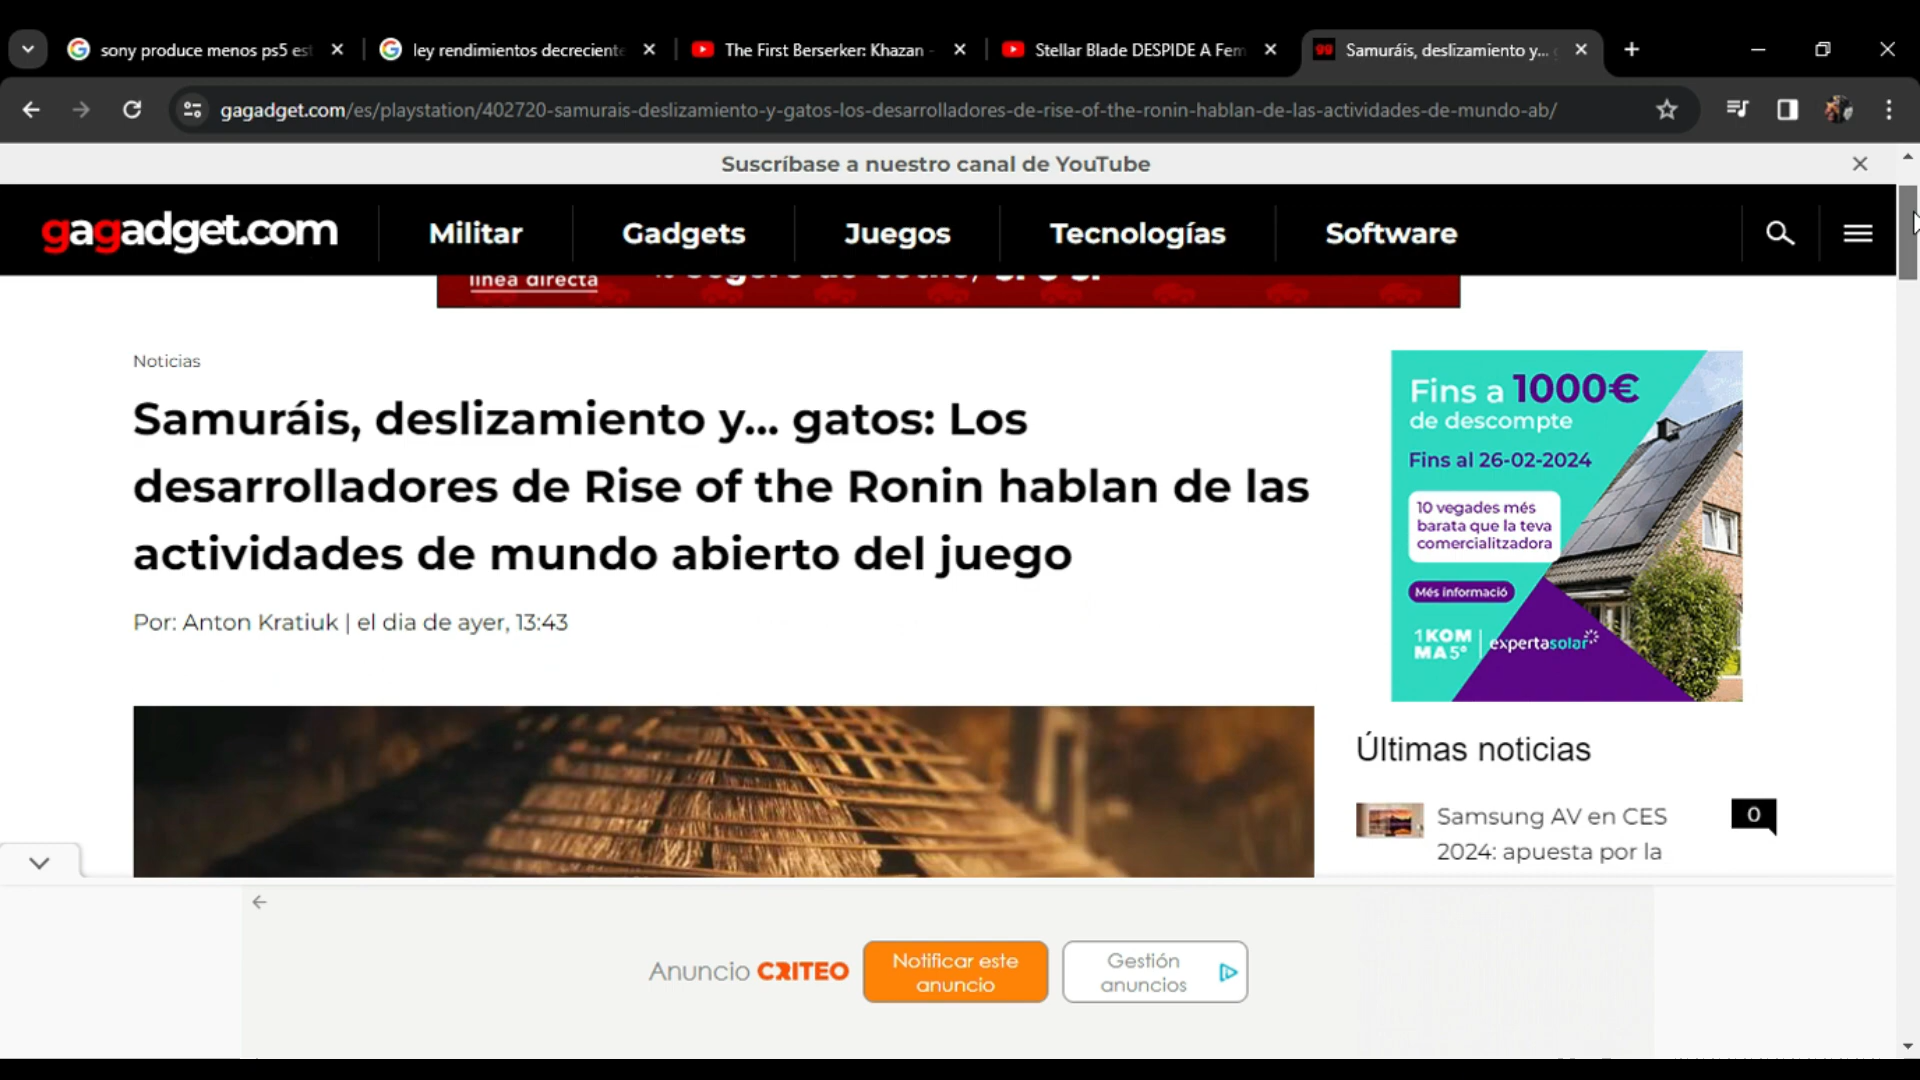 sony produce menos ps5 es
ley rendimientos decreciente
The First Berserker: Khazan -
Stellar Blade DESPIDE A Fem
Samuráis, deslizamiento y...
gagadget.com/es/playstation/402720-samurais-deslizamiento-y-gatos-los-desarrolladores-de-rise-of-the-ronin-hablan-de-las-actividades-de-mundo-ab/
Suscríbase a nuestro canal de YouTube
gagadget.com
Militar
Gadgets
Juegos
Tecnologías
Software
línea directa
Noticias
Samuráis, deslizamiento y... gatos: Los
desarrolladores de Rise of the Ronin hablan de las
actividades de mundo abierto del juego
Por: Anton Kratiuk | el dia de ayer, 13:43
Fins a 1000€
de descompte
Fins al 26-02-2024
10 vegades més
barata que la teva
comercialitzadora
Més informació
1KOM
MA5°
expertasolar
Últimas noticias
Samsung AV en CES
2024: apuesta por la
0
Anuncio CRITEO
Notificar este
anuncio
Gestión
anuncios